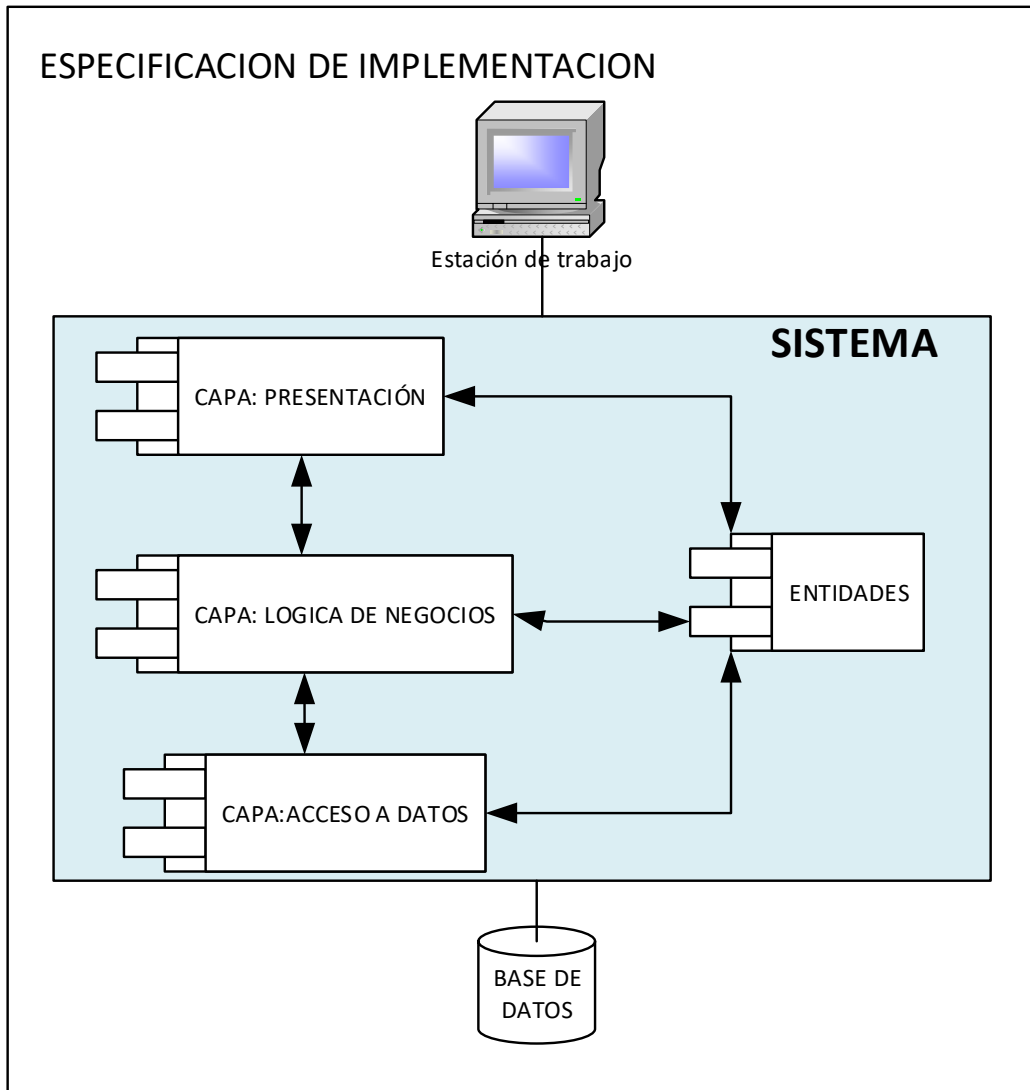 ESPECIFICACION DE IMPLEMENTACION
Estación de trabajo
SISTEMA
CAPA: PRESENTACIÓN
ENTIDADES
CAPA: LOGICA DE NEGOCIOS
CAPA:ACCESO A DATOS
BASE DE
DATOS